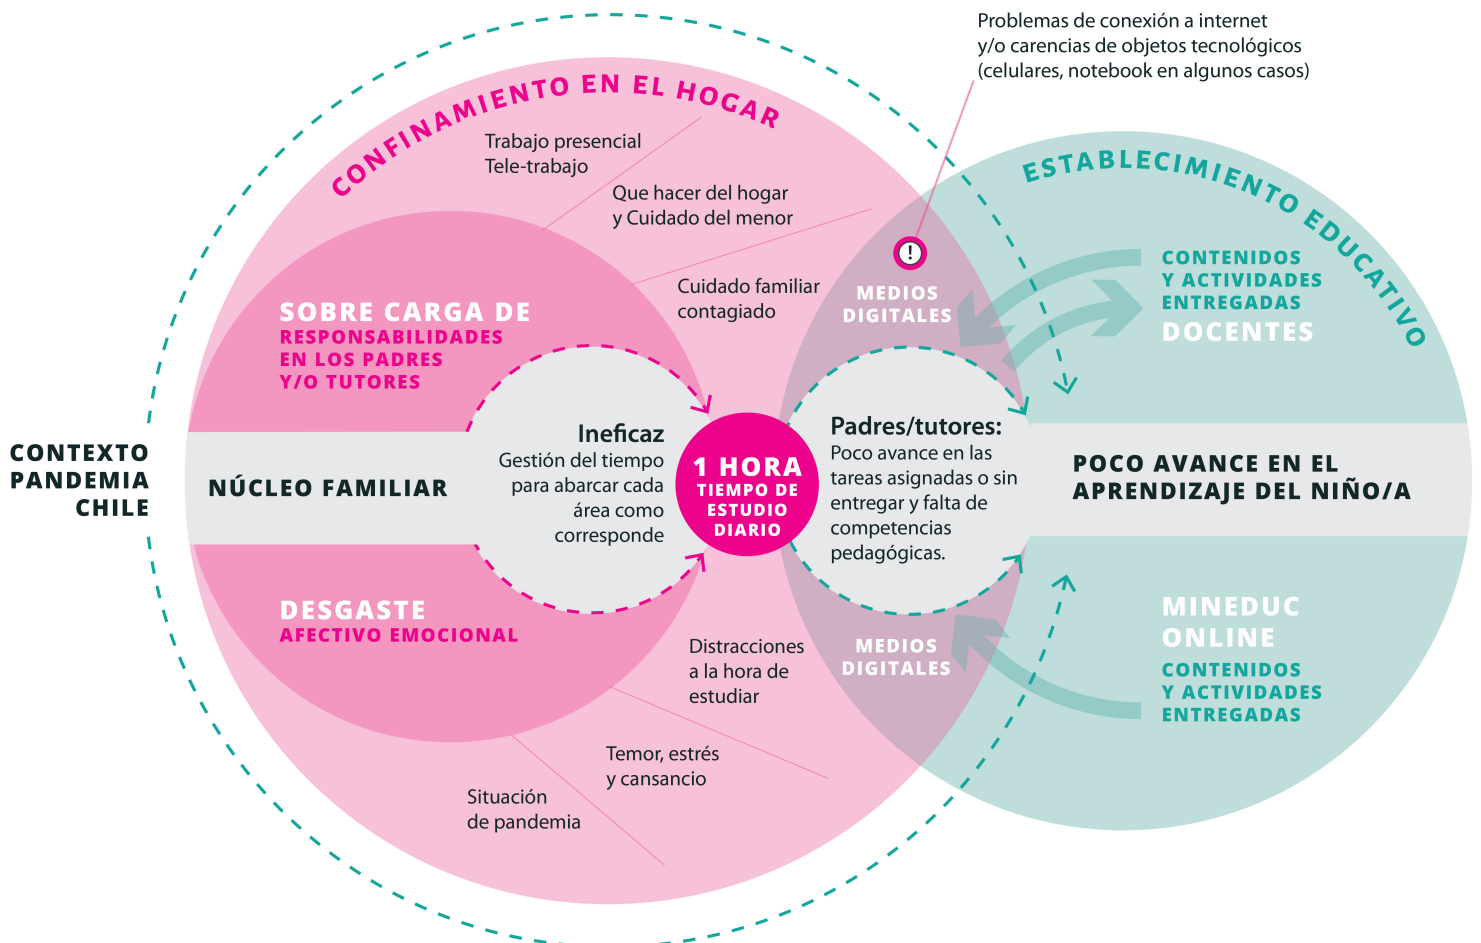 Problemas de conexión a internet
y/o carencias de objetos tecnológicos
(celulares, notebook en algunos casos)
CONFINAMIENTO EN EL HOGAR
ESTABLECIMIENTO EDUCATIVO
Trabajo presencial
Tele-trabajo
Que hacer del hogar
y Cuidado del menor
Cuidado familiar
contagiado
SOBRE CARGA DE
RESPONSABILIDADES
EN LOS PADRES
Y/O TUTORES
!
MEDIOS
DIGITALES
CONTENIDOS
Y ACTIVIDADES
ENTREGADAS
DOCENTES
CONTEXTO
PANDEMIA
CHILE
NÚCLEO FAMILIAR
Ineficaz
Gestión del tiempo
para abarcar cada
área como
corresponde
1 HORA
TIEMPO DE
ESTUDIO
DIARIO
Padres/tutores:
Poco avance en las
tareas asignadas o sin
entregar y falta de
competencias
pedagógicas.
POCO AVANCE EN EL
APRENDIZAJE DEL NIÑO/A
DESGASTE
AFECTIVO EMOCIONAL
Distracciones
a la hora de
estudiar
Temor, estrés
y cansancio
Situación
de pandemia
MEDIOS
DIGITALES
MINEDUC
ONLINE
CONTENIDOS
Y ACTIVIDADES
ENTREGADAS